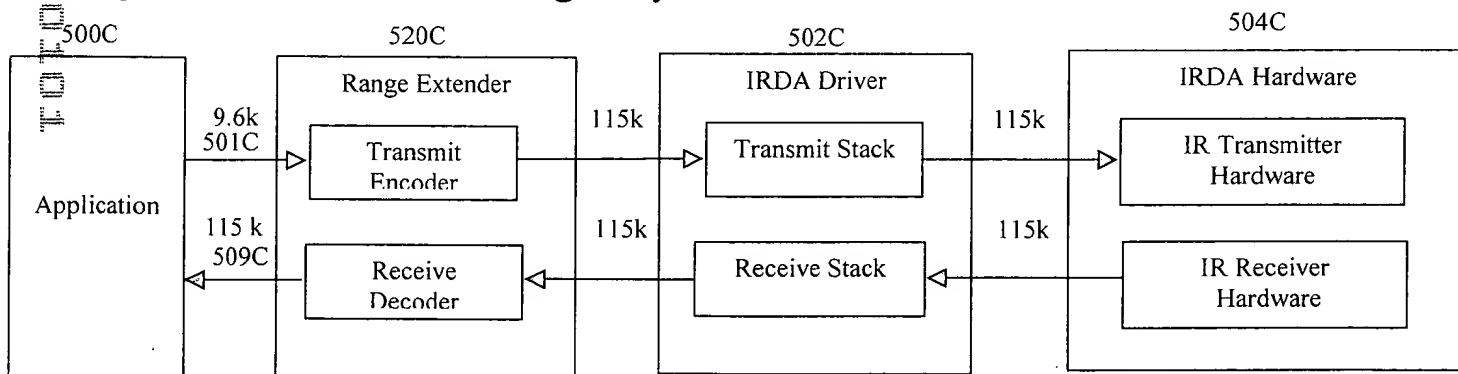 500C
520C
502C
504C
Application
Range Extender
IRDA Driver
IRDA Hardware
9.6k
501C
115k
115k
Transmit
Encoder
Transmit Stack
IR Transmitter
Hardware
115 k
509C
115k
115k
Receive
Decoder
Receive Stack
IR Receiver
Hardware